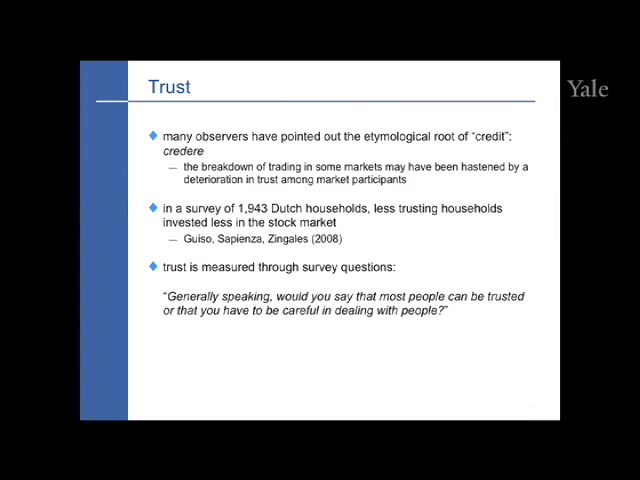 Trust
Yale
many observers have pointed out the etymological root of “credit”:
credere
— the breakdown of trading in some markets may have been hastened by a
deterioration in trust among market participants
in a survey of 1,943 Dutch households, less trusting households
invested less in the stock market
— Guiso, Sapienza, Zingales (2008)
trust is measured through survey questions:
“Generally speaking, would you say that most people can be trusted
or that you have to be careful in dealing with people?”